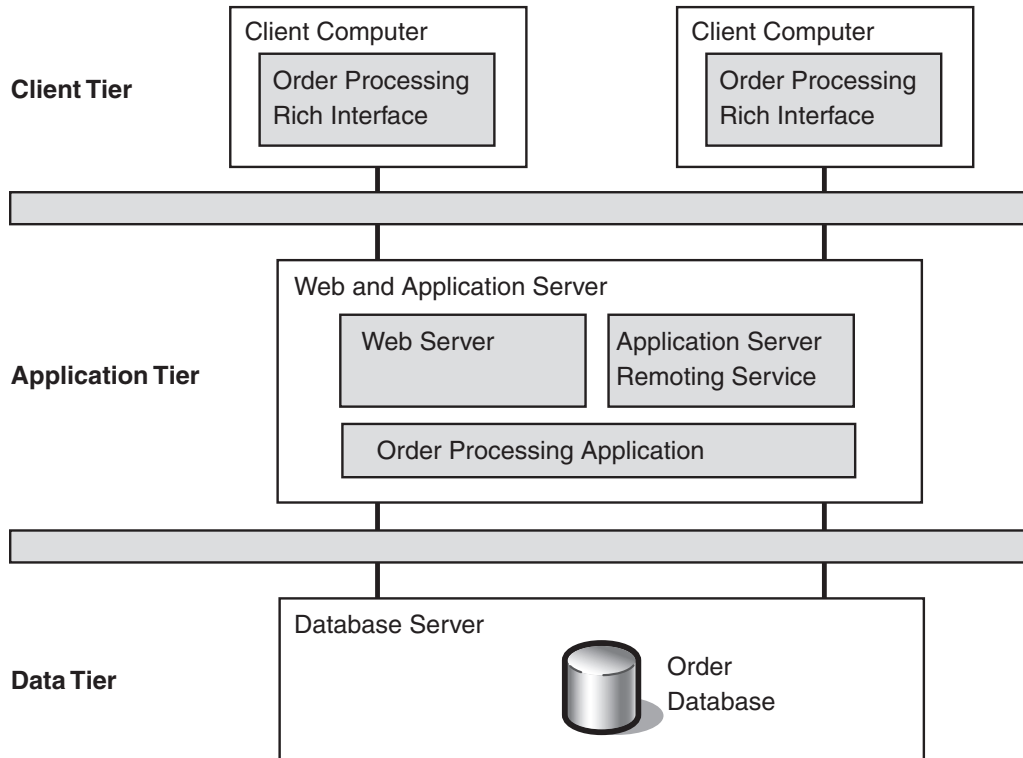 Client Computer
Client Computer
Client Tier
Order Processing
Rich Interface
Order Processing
Rich Interface
Web and Application Server
Web Server
Application Server
Remoting Service
Application Tier
Order Processing Application
Database Server
Data Tier
Order
Database